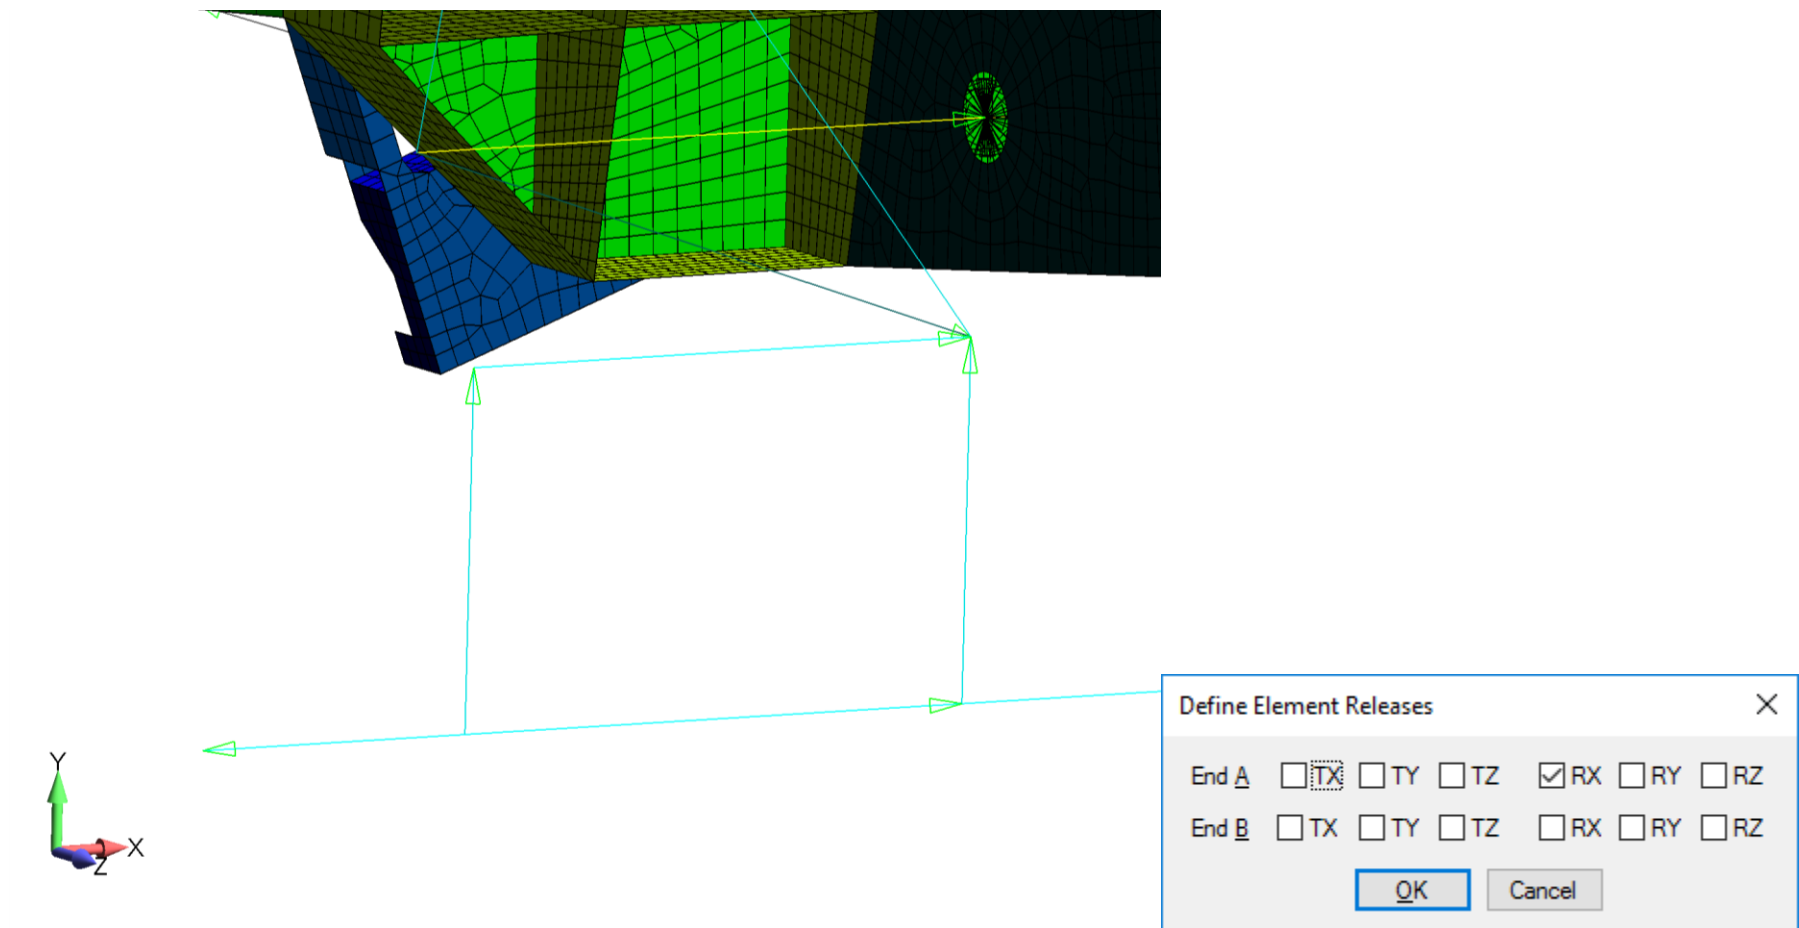 Y
X
Z
Define Element Releases
End A TX TY TZ RX RY RZ
End B TX TY TZ RX RY RZ
OK Cancel